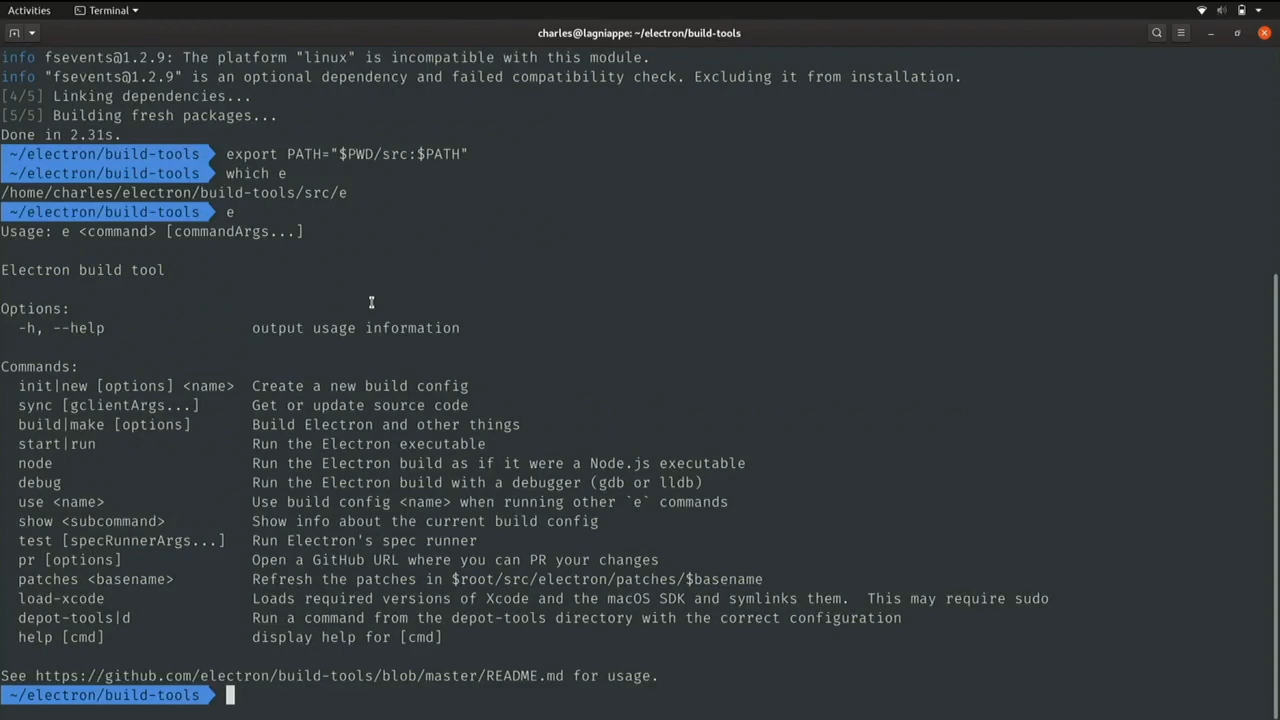 Activities Terminal
charles@lagniappe: ~/electron/build-tools
info fsevents@1.2.9: The platform "linux" is incompatible with this module.
info "fsevents@1.2.9" is an optional dependency and failed compatibility check. Excluding it from installation.
[4/5] Linking dependencies...
[5/5] Building fresh packages...
Done in 2.31s.
~/electron/build-tools export PATH="$PWD/src:$PATH"
~/electron/build-tools which e
/home/charles/electron/build-tools/src/e
~/electron/build-tools e
Usage: e <command> [commandArgs...]
Electron build tool
Options:
-h, --help output usage information
Commands:
init|new [options] <name> Create a new build config
sync [gclientArgs...] Get or update source code
build|make [options] Build Electron and other things
start|run Run the Electron executable
node Run the Electron build as if it were a Node.js executable
debug Run the Electron build with a debugger (gdb or lldb)
use <name> Use build config <name> when running other `e` commands
show <subcommand> Show info about the current build config
test [specRunnerArgs...] Run Electron's spec runner
pr [options] Open a GitHub URL where you can PR your changes
patches <basename> Refresh the patches in $root/src/electron/patches/$basename
load-xcode Loads required versions of Xcode and the macOS SDK and symlinks them. This may require sudo
depot-tools|d Run a command from the depot-tools directory with the correct configuration
help [cmd] display help for [cmd]
See https://github.com/electron/build-tools/blob/master/README.md for usage.
~/electron/build-tools